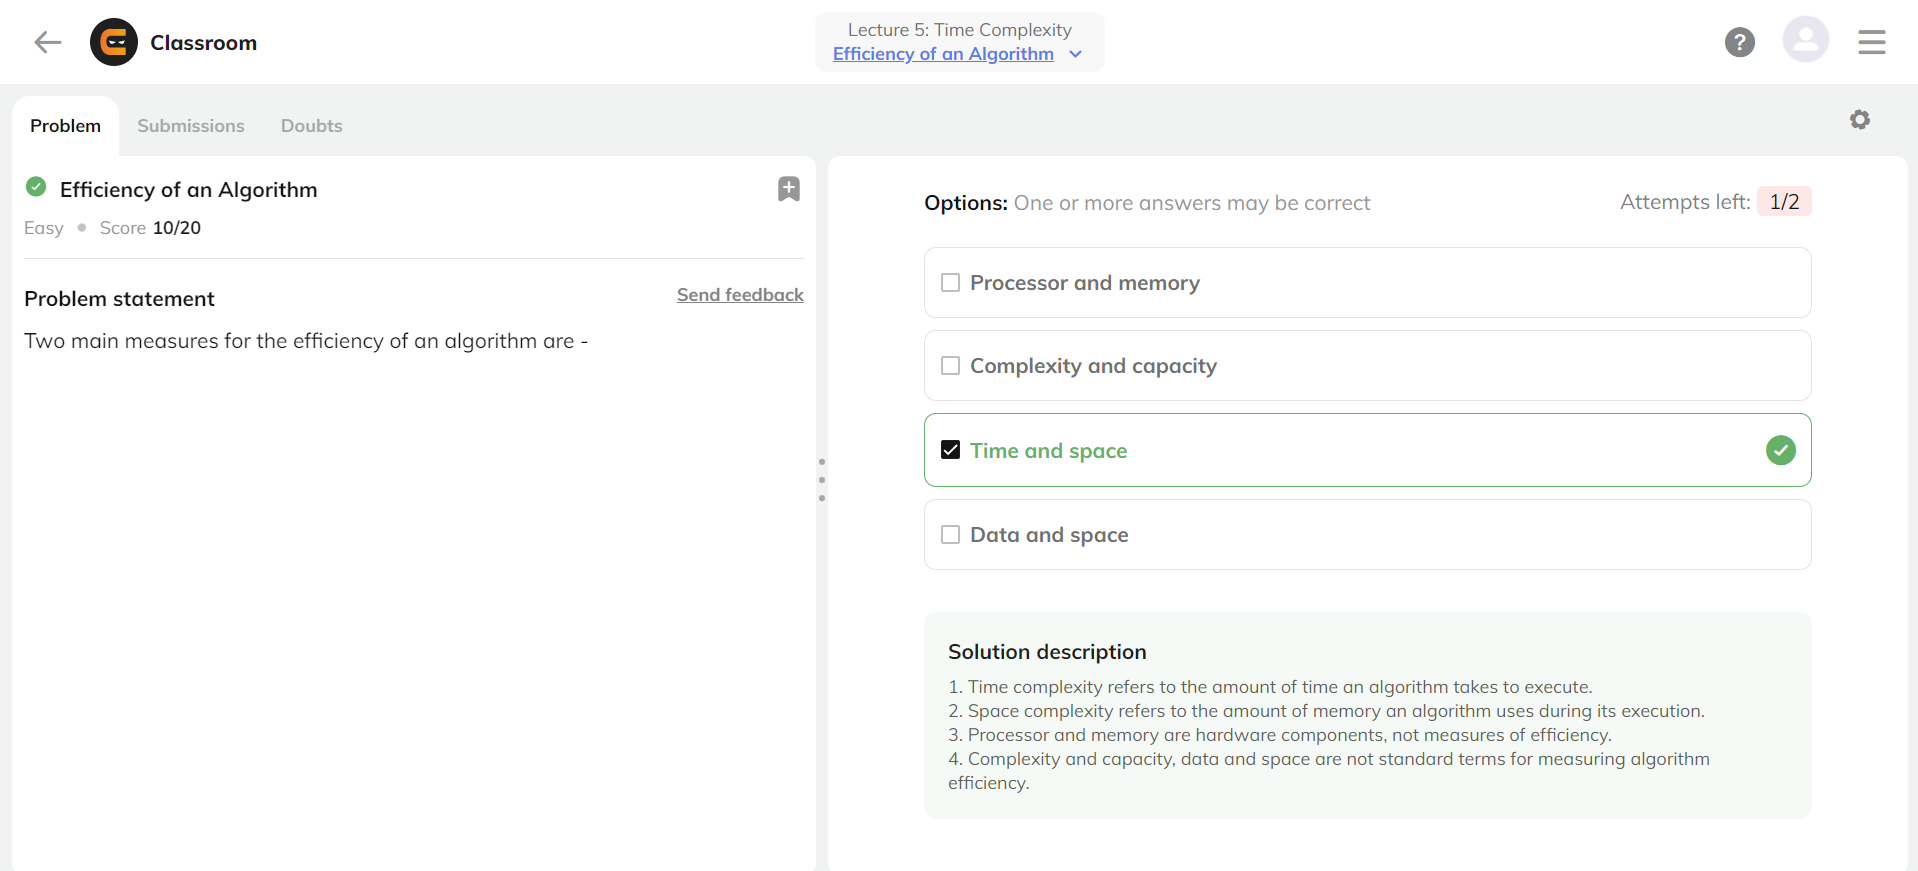 Classroom
Lecture 5: Time Complexity
Efficiency of an Algorithm
?
Problem
Submissions
Doubts
Efficiency of an Algorithm
Easy • Score 10/20
Problem statement
Send feedback
Two main measures for the efficiency of an algorithm are -
Options: One or more answers may be correct
Attempts left: 1/2
Processor and memory
Complexity and capacity
Time and space
Data and space
Solution description
1. Time complexity refers to the amount of time an algorithm takes to execute.
2. Space complexity refers to the amount of memory an algorithm uses during its execution.
3. Processor and memory are hardware components, not measures of efficiency.
4. Complexity and capacity, data and space are not standard terms for measuring algorithm
efficiency.